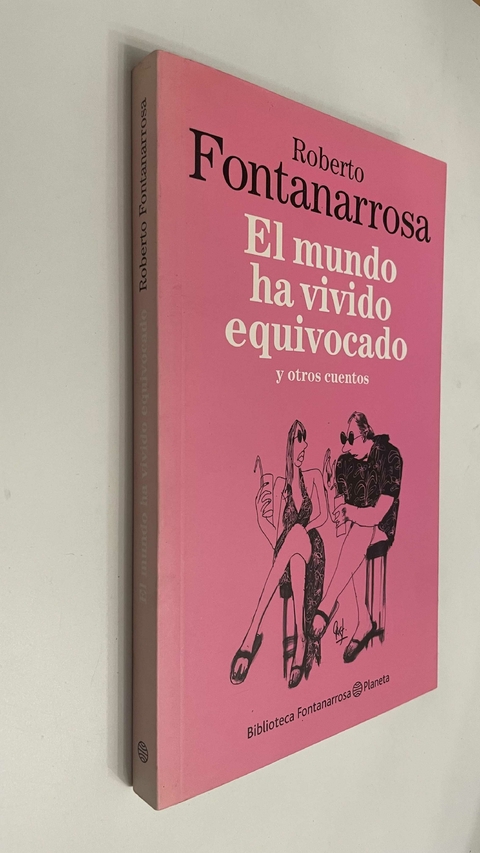 Roberto
Fontanarrosa
El mundo
ha vivido
equivocado
y otros cuentos
Biblioteca Fontanarrosa Planeta
Roberto Fontanarrosa
El mundo ha vivido equivocado